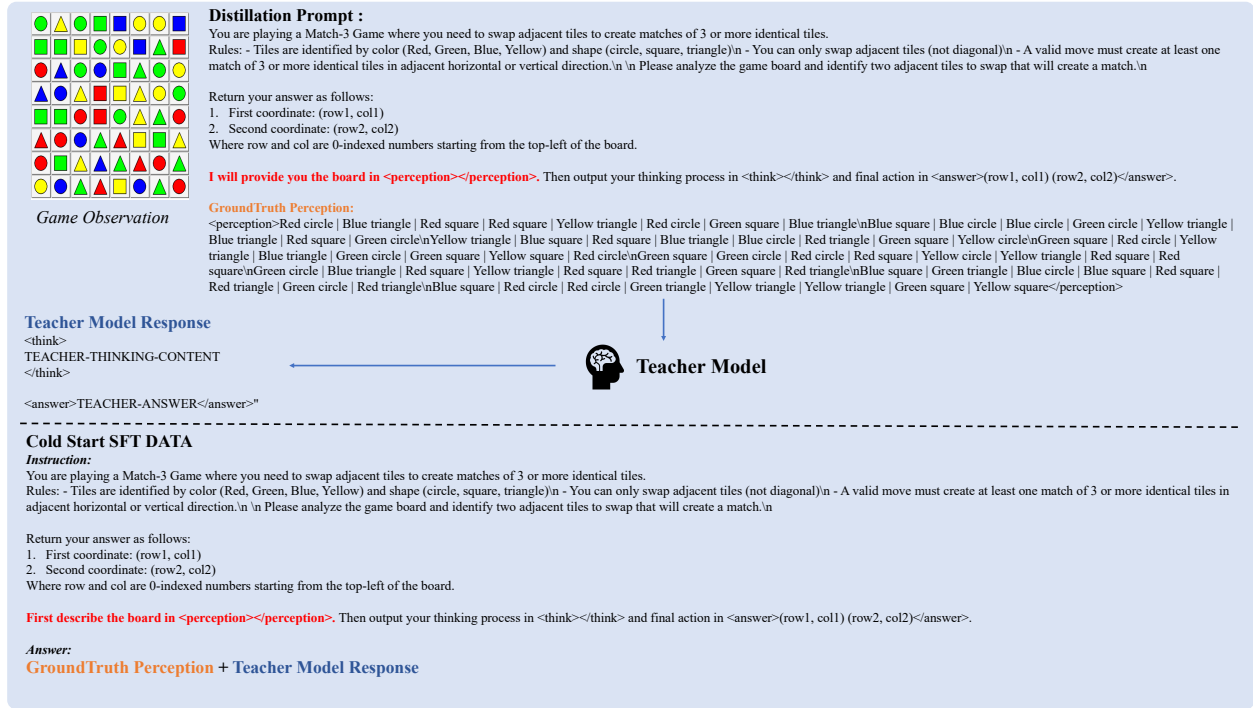 Distillation Prompt :
You are playing a Match-3 Game where you need to swap adjacent tiles to create matches of 3 or more identical tiles.
Rules: - Tiles are identified by color (Red, Green, Blue, Yellow) and shape (circle, square, triangle)\n - You can only swap adjacent tiles (not diagonal)\n - A valid move must create at least one
match of 3 or more identical tiles in adjacent horizontal or vertical direction.\n \n Please analyze the game board and identify two adjacent tiles to swap that will create a match.\n
Return your answer as follows:
1. First coordinate: (row1, col1)
2. Second coordinate: (row2, col2)
Where row and col are 0-indexed numbers starting from the top-left of the board.
I will provide you the board in <perception></perception>. Then output your thinking process in <think></think> and final action in <answer>(row1, col1) (row2, col2)</answer>.
Game Observation
GroundTruth Perception:
<perception>Red circle | Blue triangle | Red square | Red square | Yellow triangle | Red circle | Green square | Blue triangle\nBlue square | Blue circle | Blue circle | Green circle | Yellow triangle |
Blue triangle | Red square | Green circle\nYellow triangle | Blue square | Red square | Blue triangle | Blue circle | Red triangle | Green square | Yellow circle\nGreen square | Red circle | Yellow
triangle | Blue triangle | Green circle | Green square | Yellow square | Red circle\nGreen square | Green circle | Red circle | Red square | Yellow circle | Yellow triangle | Red square | Red
square\nGreen circle | Blue triangle | Red square | Yellow triangle | Red square | Red triangle | Green square | Red triangle\nBlue square | Green triangle | Blue circle | Blue square | Red square |
Red triangle | Green circle | Red triangle\nBlue square | Red circle | Red circle | Green triangle | Yellow triangle | Yellow triangle | Green square | Yellow square</perception>
Teacher Model Response
<think>
TEACHER-THINKING-CONTENT
</think>
<answer>TEACHER-ANSWER</answer>"
Teacher Model
Cold Start SFT DATA
Instruction:
You are playing a Match-3 Game where you need to swap adjacent tiles to create matches of 3 or more identical tiles.
Rules: - Tiles are identified by color (Red, Green, Blue, Yellow) and shape (circle, square, triangle)\n - You can only swap adjacent tiles (not diagonal)\n - A valid move must create at least one match of 3 or more identical tiles in
adjacent horizontal or vertical direction.\n \n Please analyze the game board and identify two adjacent tiles to swap that will create a match.\n
Return your answer as follows:
1. First coordinate: (row1, col1)
2. Second coordinate: (row2, col2)
Where row and col are 0-indexed numbers starting from the top-left of the board.
First describe the board in <perception></perception>. Then output your thinking process in <think></think> and final action in <answer>(row1, col1) (row2, col2)</answer>.
Answer:
GroundTruth Perception + Teacher Model Response